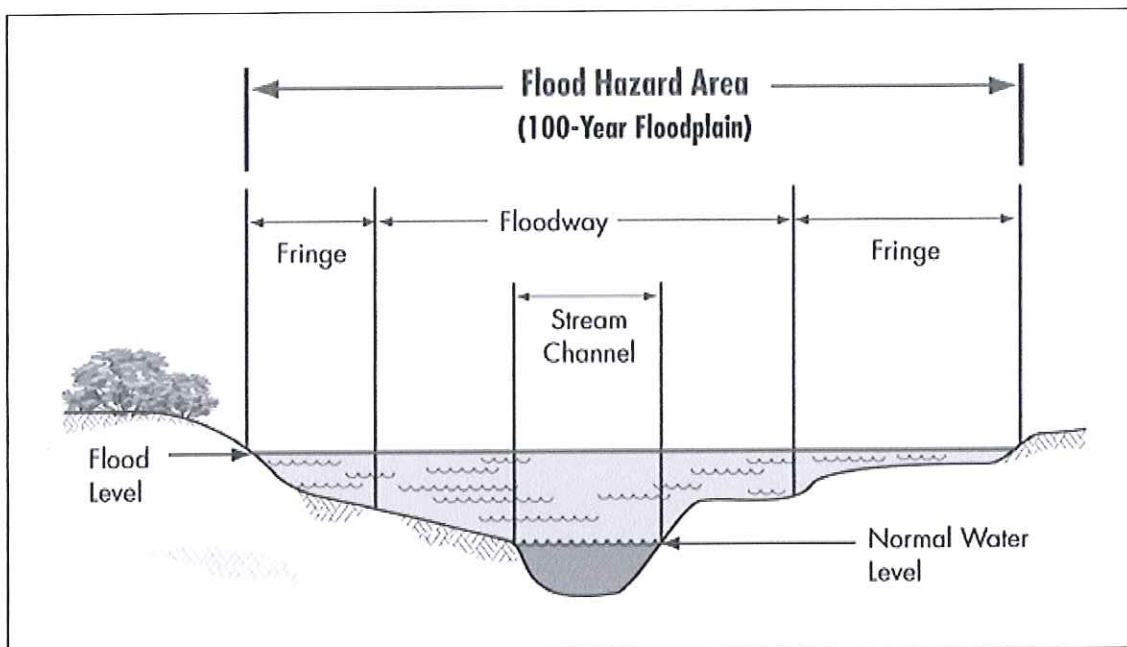 Flood Hazard Area
(100-Year Floodplain)
Fringe
Floodway
Fringe
Stream
Channel
Flood
Level
Normal Water
Level